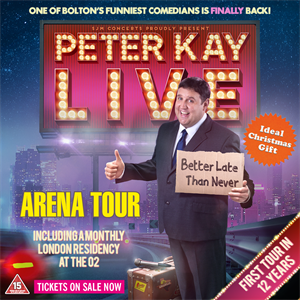 ONE OF BOLTON'S FUNNIEST COMEDIANS IS FINALLY BACK!
SJM CONCERTS PROUDLY PRESENT
PETER KAY
LIVE
Ideal
Christmas
Gift
Better Late
Than Never
ARENA TOUR
INCLUDING A MONTHLY
LONDON RESIDENCY
AT THE O2
FIRST TOUR IN
12 YEARS
15
TICKETS ON SALE NOW